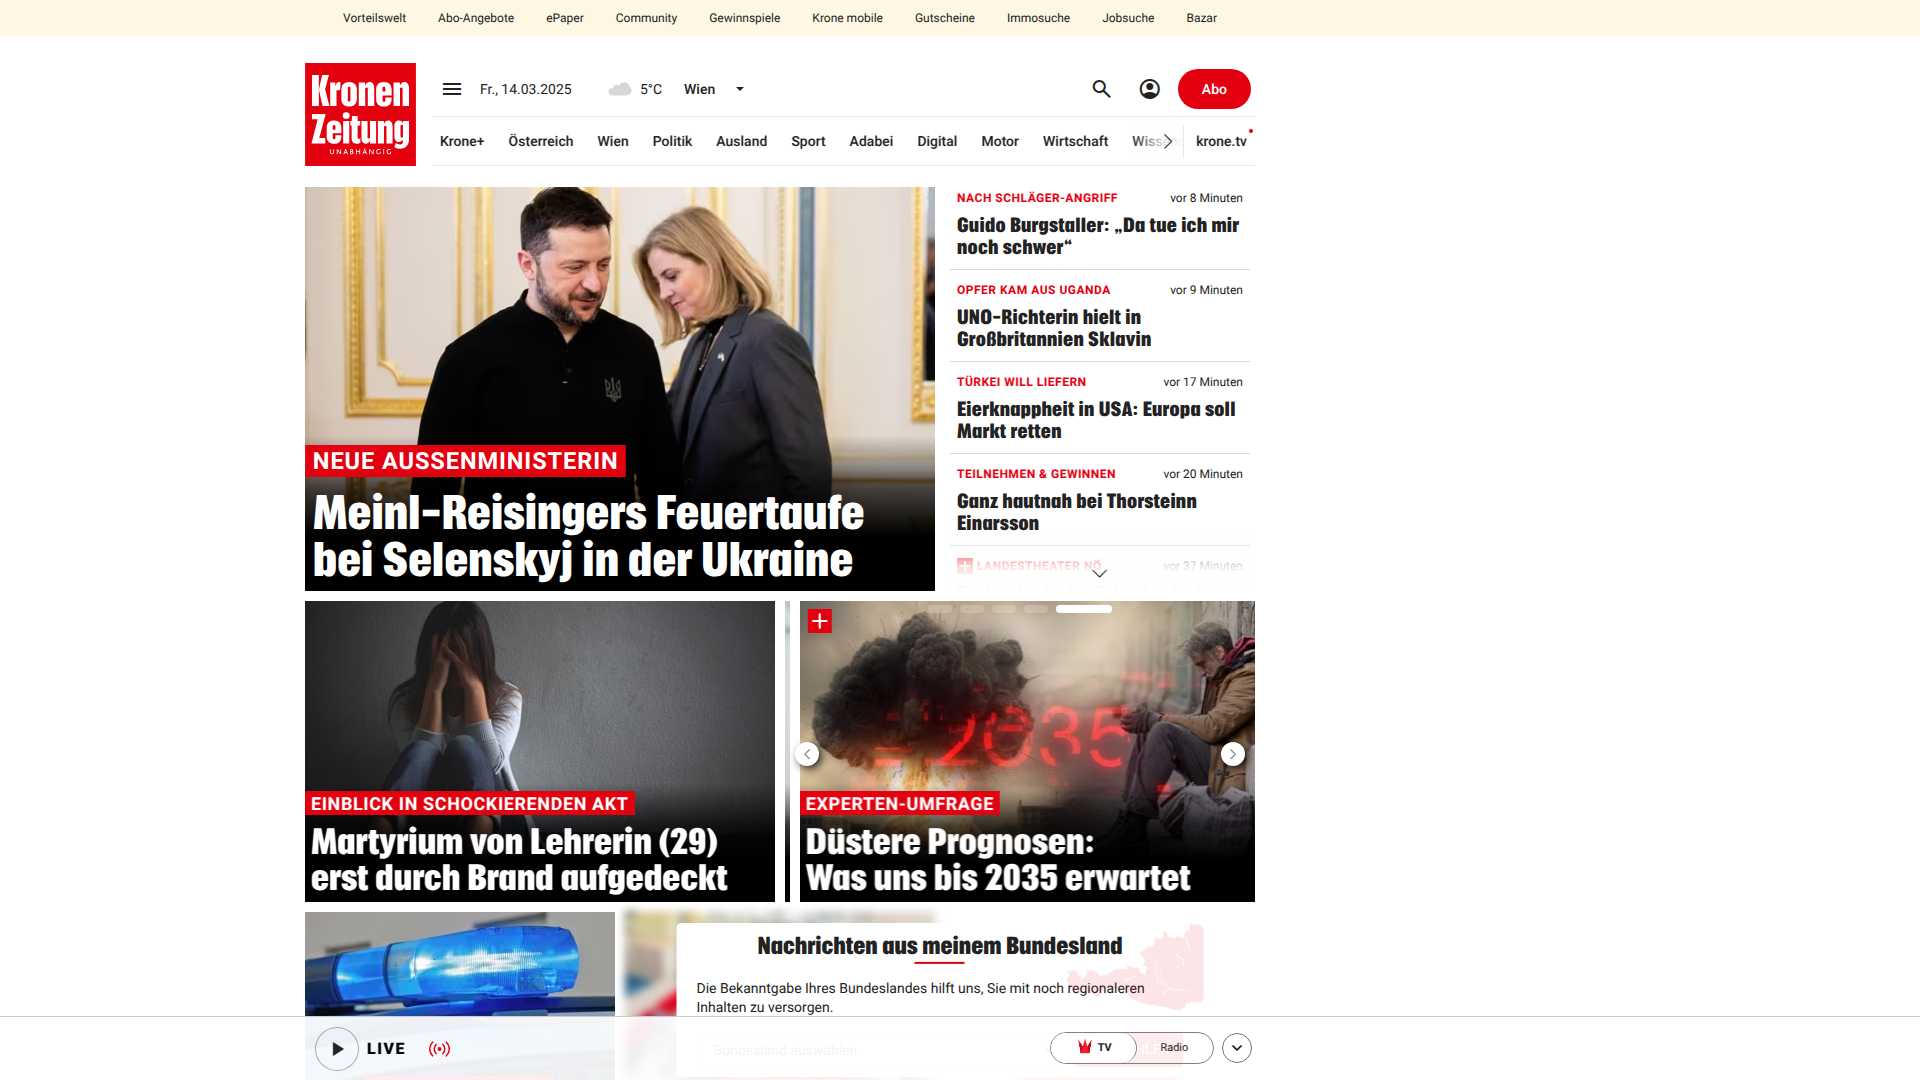 Vorteilswelt Abo-Angebote ePaper Community Gewinnspiele Krone mobile Gutscheine Immosuche Jobsuche Bazar
Kronen
Zeitung
UNABHÄNGIG
Fr., 14.03.2025 5°C Wien
Abo
Krone+ Österreich Wien Politik Ausland Sport Adabei Digital Motor Wirtschaft krone.tv
NEUE AUSSENMINISTERIN
Meinl-Reisingers Feuertaufe
bei Selenskyj in der Ukraine
NACH SCHLÄGER-ANGRIFF vor 8 Minuten
Guido Burgstaller: „Da tue ich mir
noch schwer“
OPFER KAM AUS UGANDA vor 9 Minuten
UNO-Richterin hielt in
Großbritannien Sklavin
TÜRKEI WILL LIEFERN vor 17 Minuten
Eierknappheit in USA: Europa soll
Markt retten
TEILNEHMEN & GEWINNEN vor 20 Minuten
Ganz hautnah bei Thorsteinn
Einarsson
LANDESTHEATER NÖ vor 37 Minuten
EINBLICK IN SCHOCKIERENDEN AKT
Martyrium von Lehrerin (29)
erst durch Brand aufgedeckt
2035
EXPERTEN-UMFRAGE
Düstere Prognosen:
Was uns bis 2035 erwartet
Nachrichten aus meinem Bundesland
Die Bekanntgabe Ihres Bundeslandes hilft uns, Sie mit noch regionaleren
Inhalten zu versorgen.
Bundesland auswählen
LIVE
TV Radio